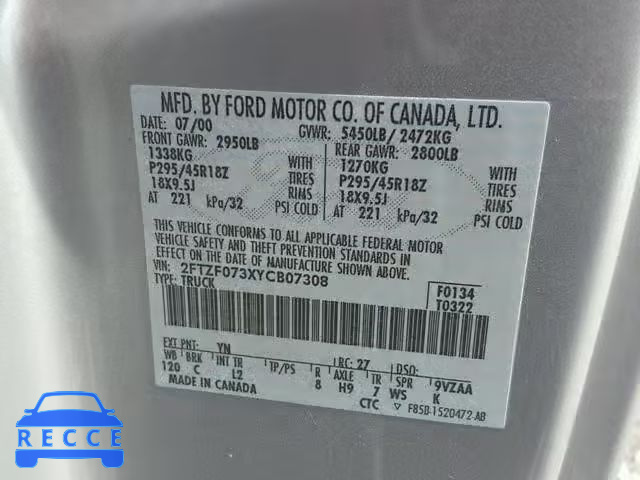 MFD. BY FORD MOTOR CO. OF CANADA, LTD.
DATE: 07/00 GVWR: 5450LB/ 2472KG
FRONT GAWR: 2950LB REAR GAWR: 2800LB
1338KG WITH 1270KG WITH
P295/45R18Z TIRES P295/45R18Z TIRES
18X9.5J RIMS 18X9.5J RIMS
AT 221 kPa/32 PSI COLD AT 221 kPa/32 PSI COLD
THIS VEHICLE CONFORMS TO ALL APPLICABLE FEDERAL MOTOR
VEHICLE SAFETY AND THEFT PREVENTION STANDARDS IN
EFFECT ON THE DATE OF MANUFACTURE SHOWN ABOVE.
VIN: 2FTZF073XYCB07308
TYPE: TRUCK
F0134
T0322
EXT PNT: YN RC: 27 DSO:
WB BRK INT TR TP/PS R AXLE TR SPR 9VZAA
120 C L2 8 H9 7 WS K
MADE IN CANADA CTC F85B-1520472-AB
RECCE